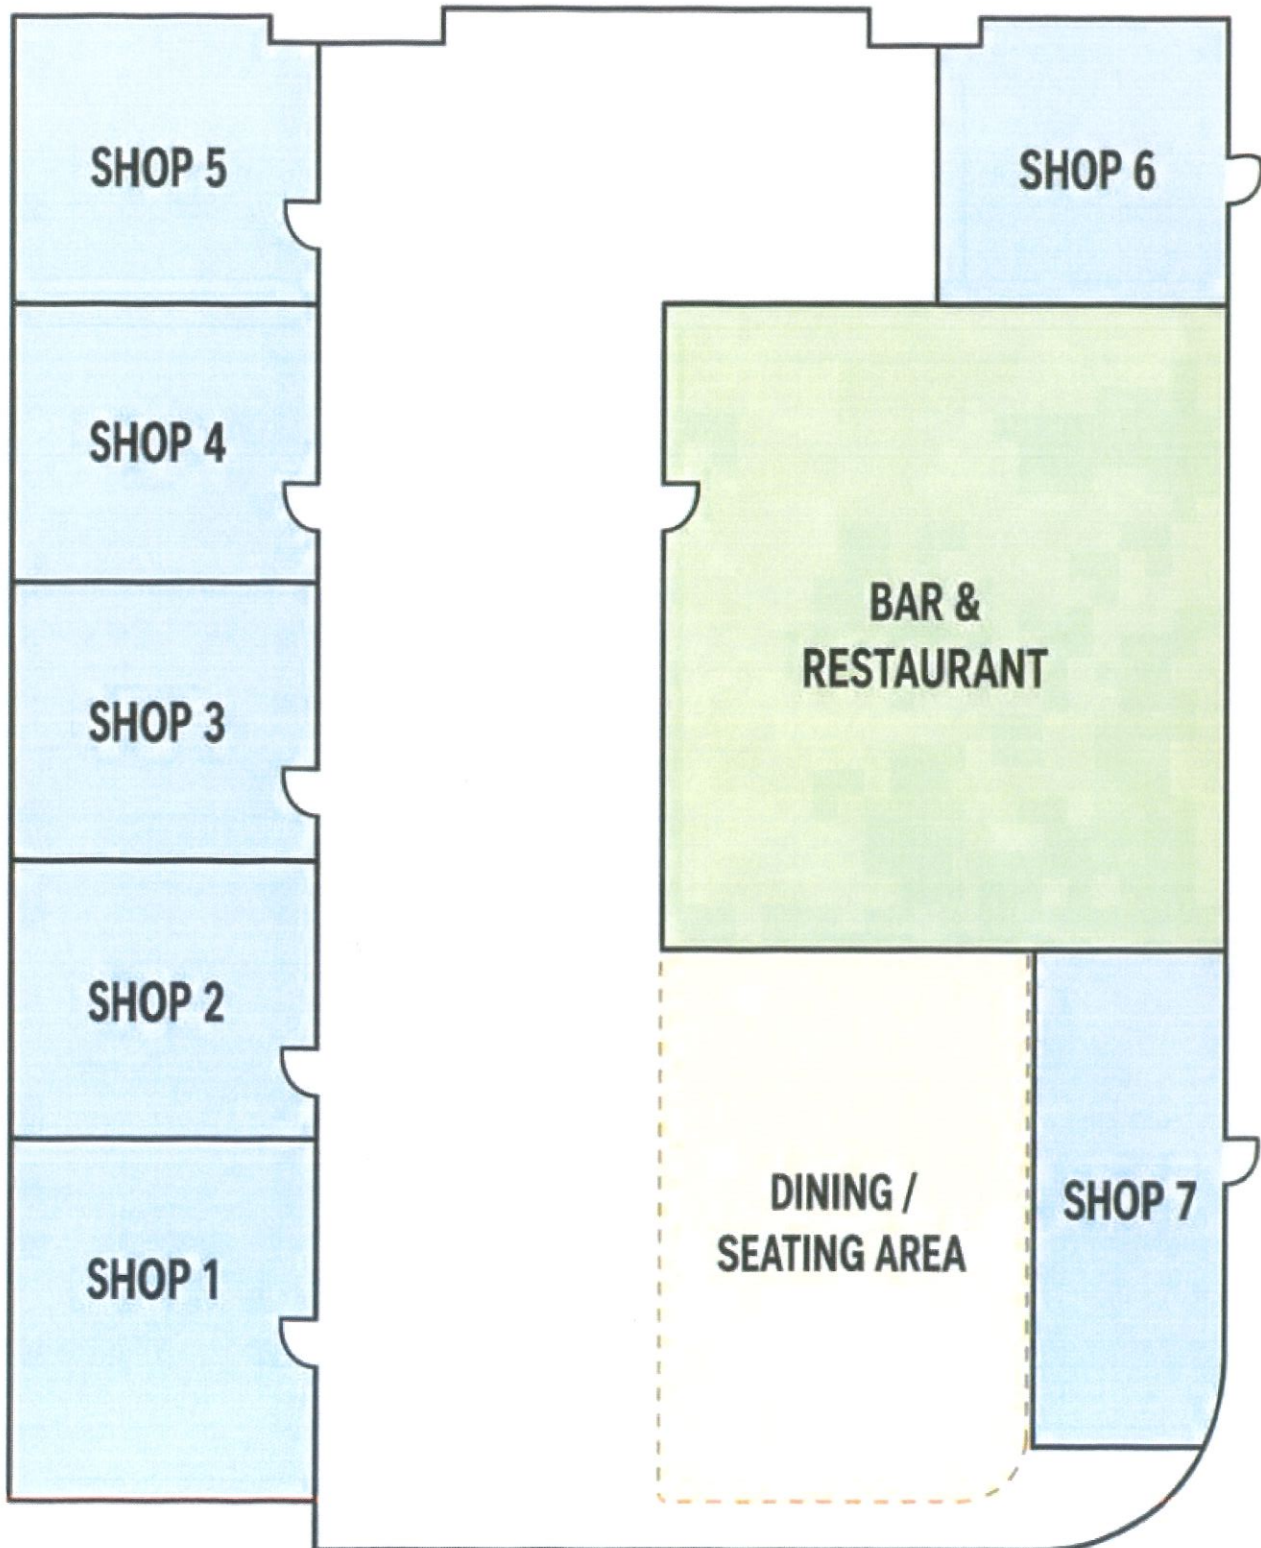 SHOP 5
SHOP 6
SHOP 4
BAR &
RESTAURANT
SHOP 3
SHOP 2
DINING /
SEATING AREA
SHOP 7
SHOP 1